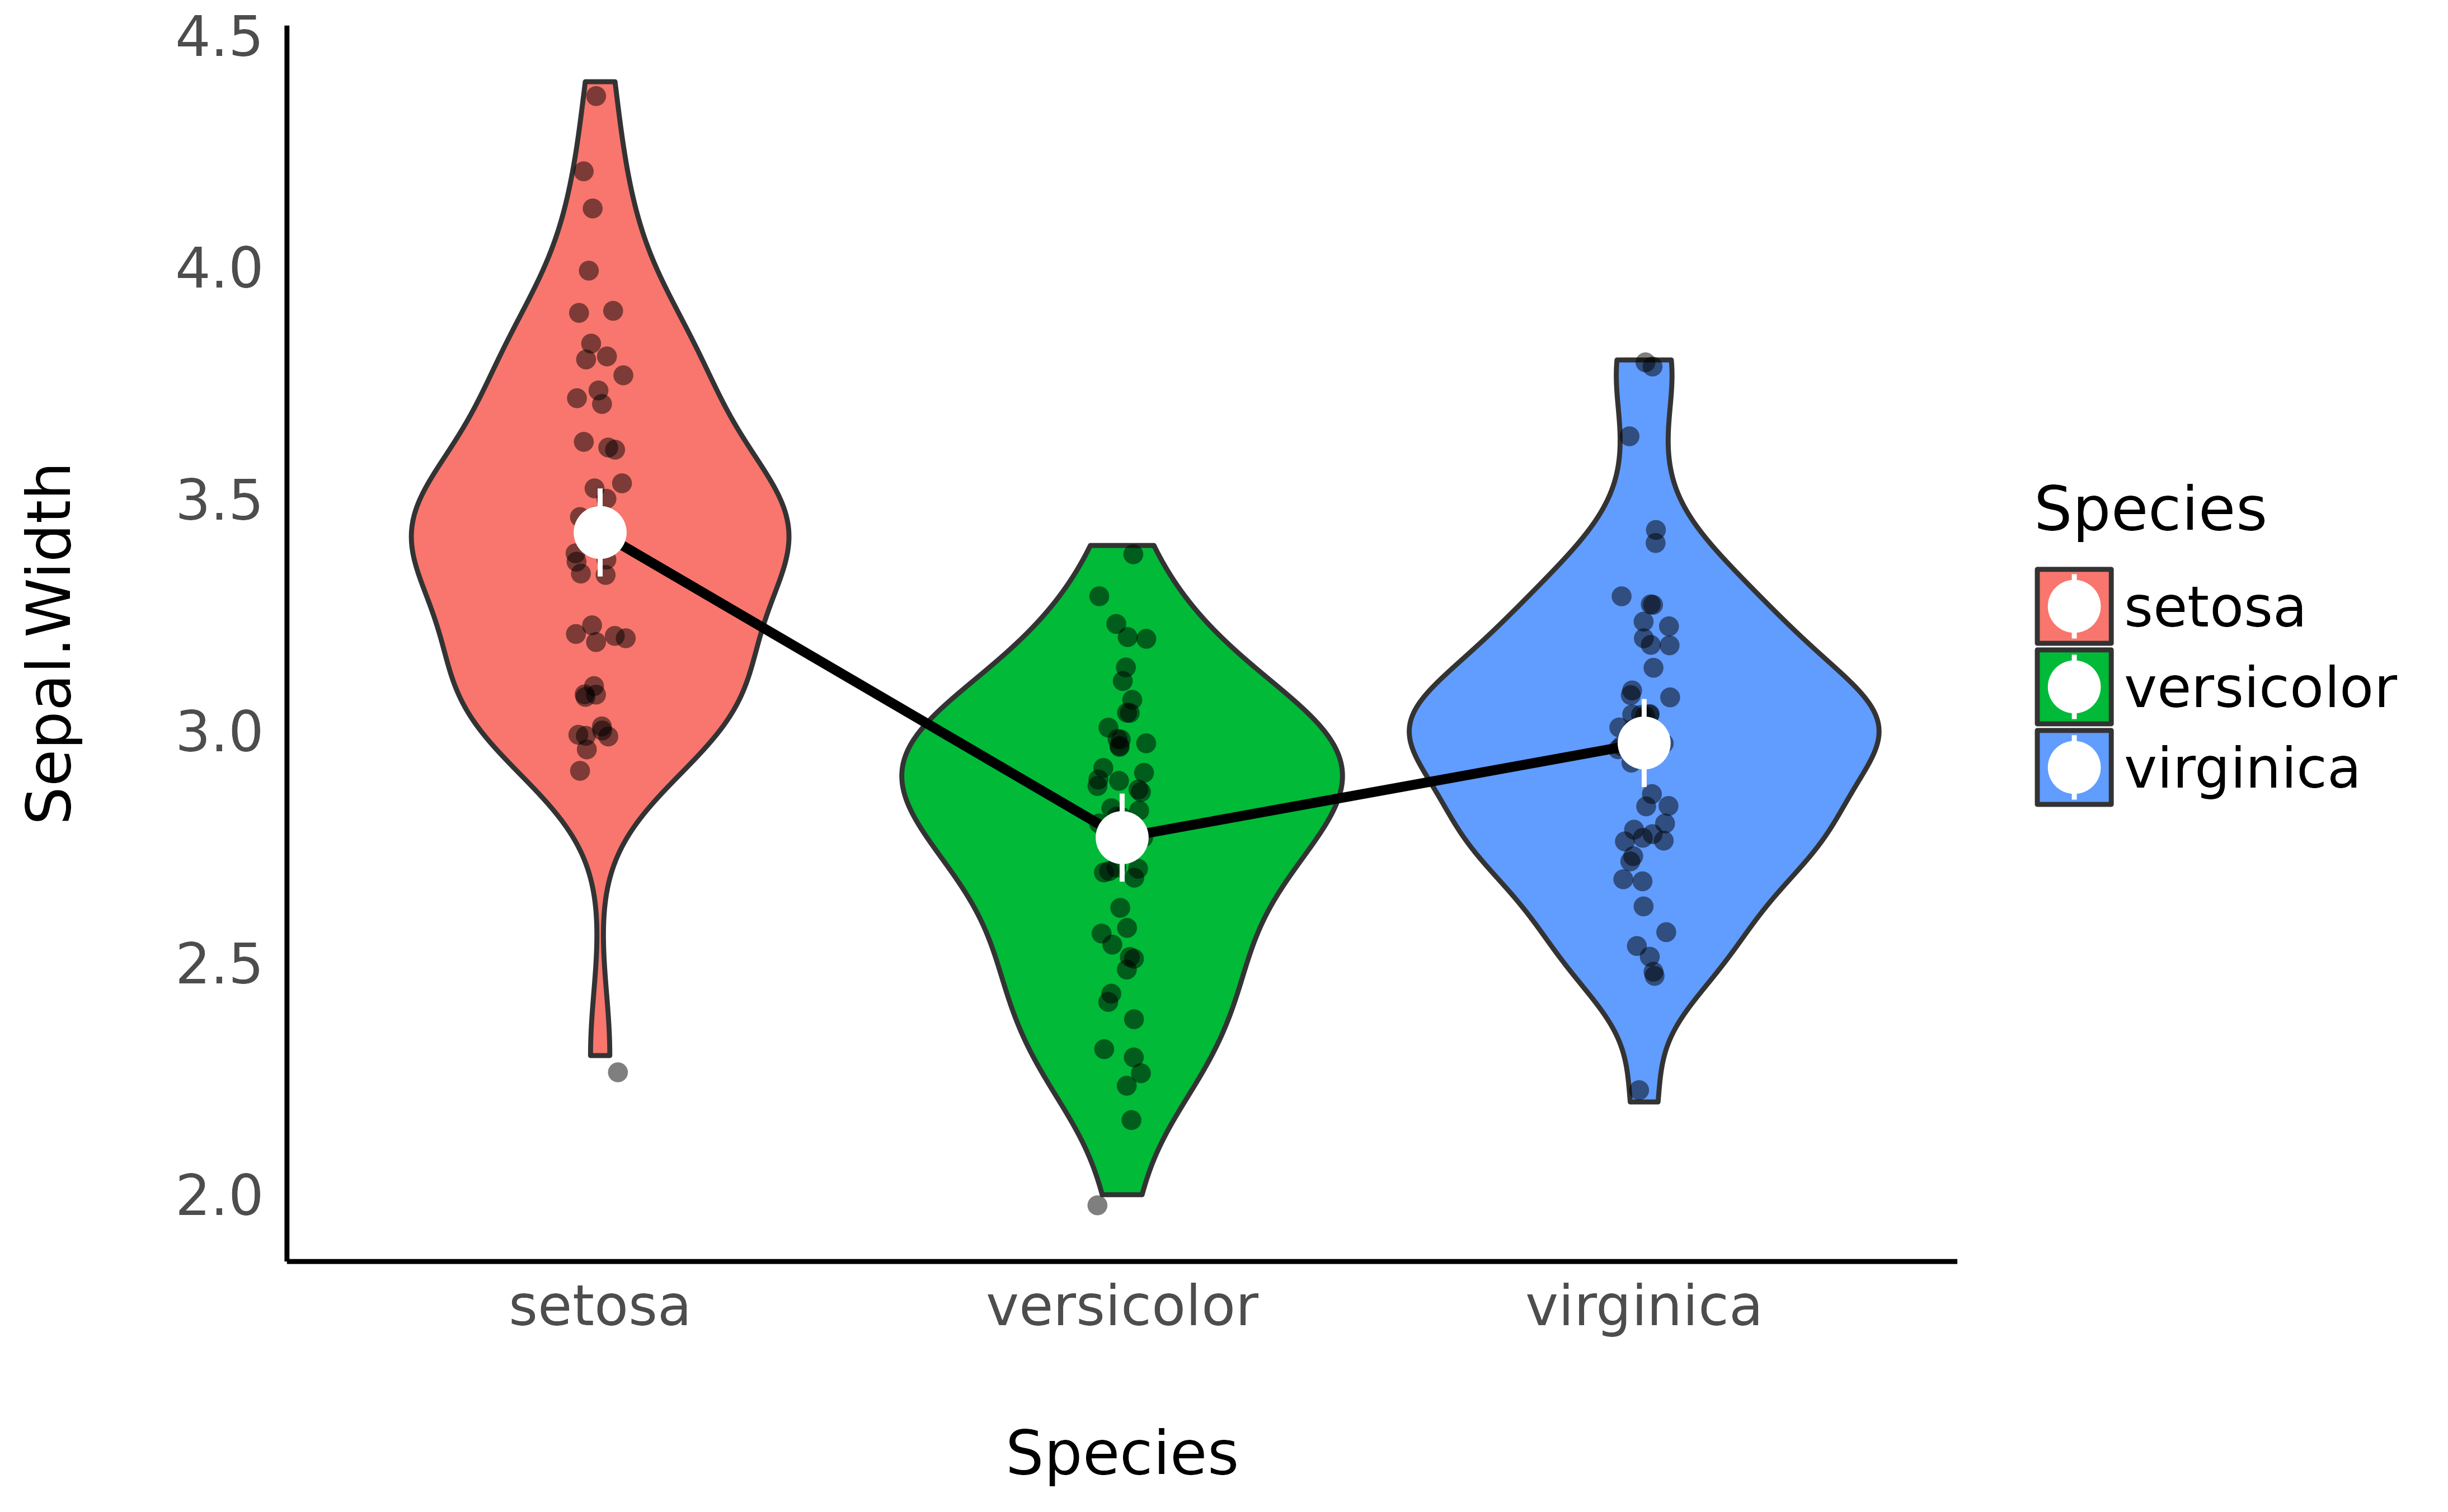 Sepal.Width
4.5
4.0
3.5
3.0
2.5
2.0
setosa
versicolor
virginica
Species
Species
setosa
versicolor
virginica